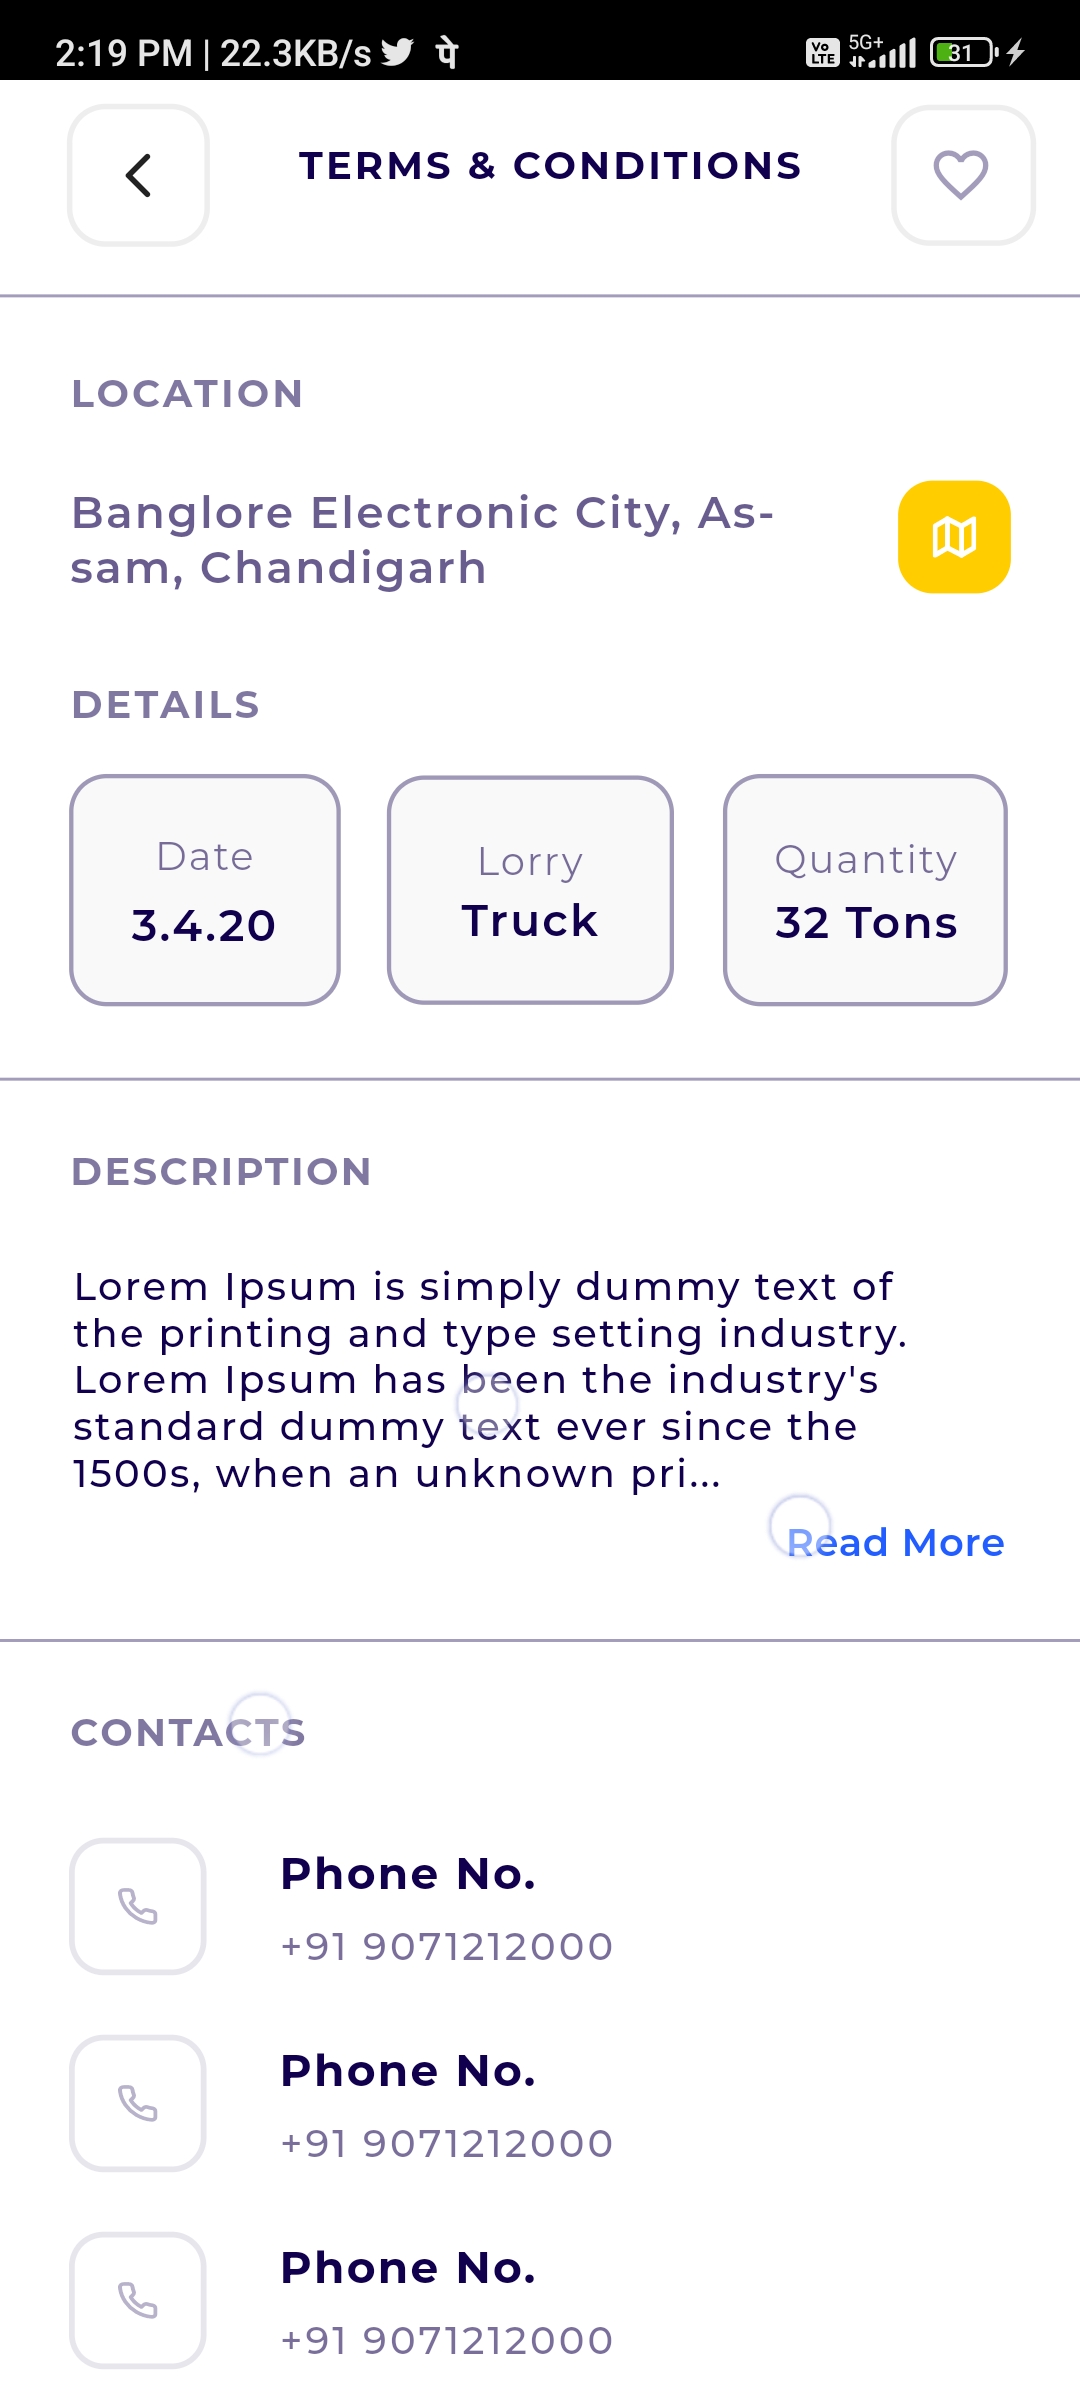 2:19 PM | 22.3KB/s पे Vo LTE 5G+ 31
TERMS & CONDITIONS
LOCATION
Banglore Electronic City, As-
sam, Chandigarh
DETAILS
Date Lorry Quantity
3.4.20 Truck 32 Tons
DESCRIPTION
Lorem Ipsum is simply dummy text of
the printing and type setting industry.
Lorem Ipsum has been the industry's
standard dummy text ever since the
1500s, when an unknown pri...
Read More
CONTACTS
Phone No.
+91 9071212000
Phone No.
+91 9071212000
Phone No.
+91 9071212000